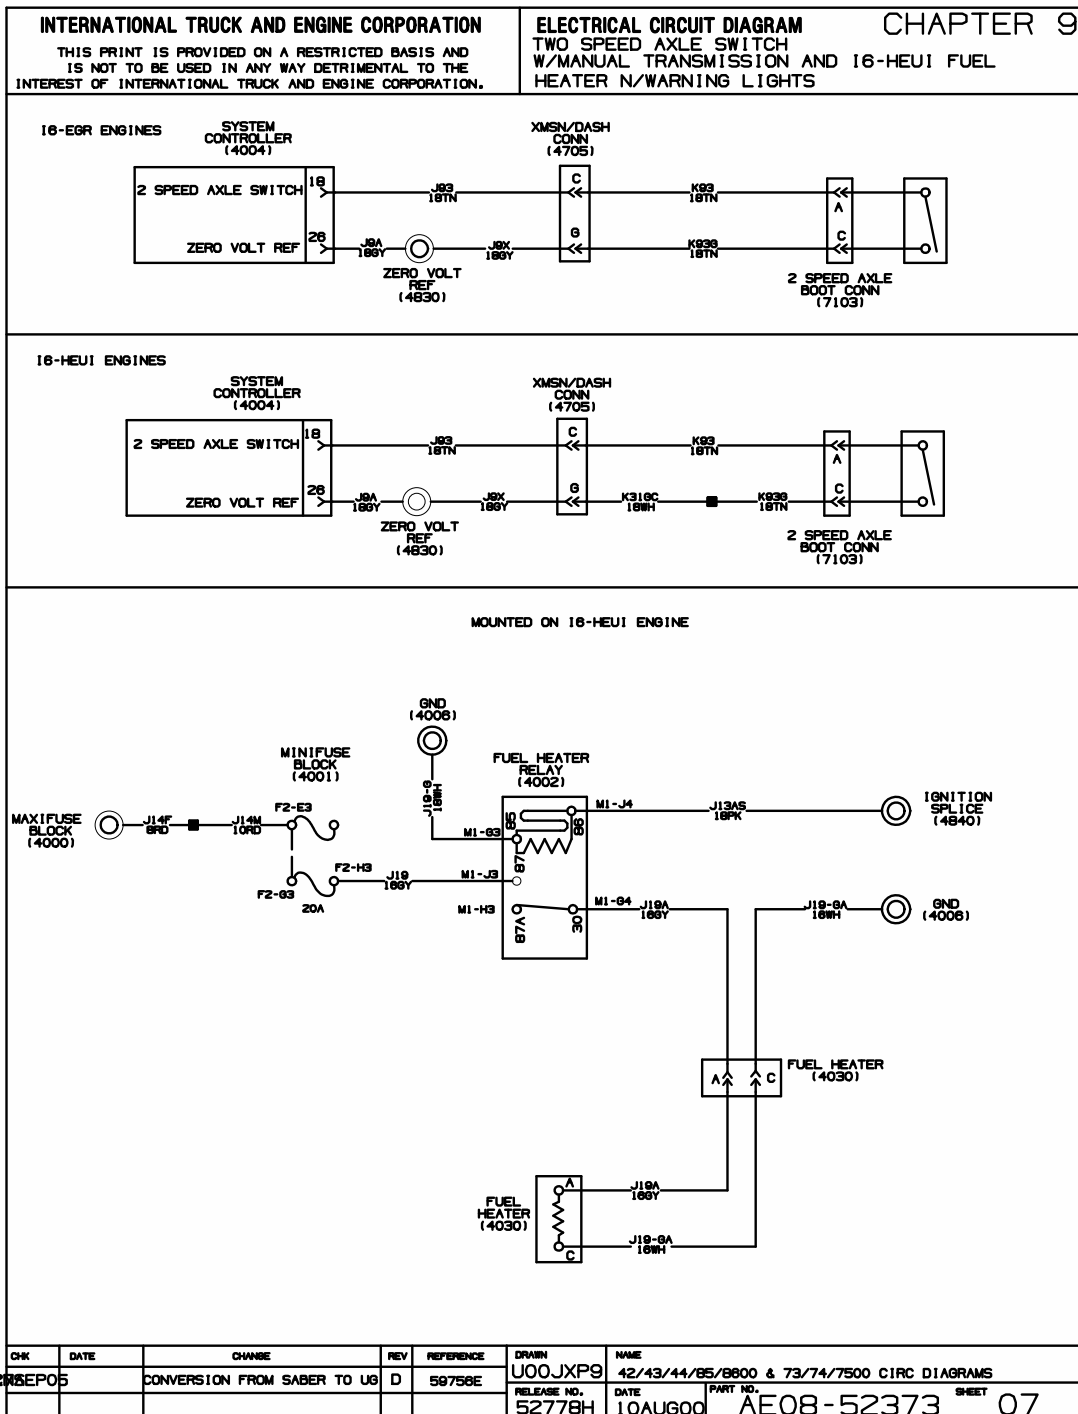 INTERNATIONAL TRUCK AND ENGINE CORPORATION
THIS PRINT IS PROVIDED ON A RESTRICTED BASIS AND
IS NOT TO BE USED IN ANY WAY DETRIMENTAL TO THE
INTEREST OF INTERNATIONAL TRUCK AND ENGINE CORPORATION.
ELECTRICAL CIRCUIT DIAGRAM
CHAPTER 9
TWO SPEED AXLE SWITCH
W/MANUAL TRANSMISSION AND I6-HEUI FUEL
HEATER N/WARNING LIGHTS
I6-EGR ENGINES
SYSTEM
CONTROLLER
(4004)
XMSN/DASH
CONN
(4705)
2 SPEED AXLE SWITCH
18
J93
18TN
C
K93
18TN
A
ZERO VOLT REF
26
J9A
18GY
J9X
18GY
G
K93G
18TN
C
ZERO VOLT
REF
(4830)
2 SPEED AXLE
BOOT CONN
(7103)
I6-HEUI ENGINES
SYSTEM
CONTROLLER
(4004)
XMSN/DASH
CONN
(4705)
2 SPEED AXLE SWITCH
18
J93
18TN
C
K93
18TN
A
ZERO VOLT REF
26
J9A
18GY
J9X
18GY
G
K31GC
18WH
K93G
18TN
C
ZERO VOLT
REF
(4830)
2 SPEED AXLE
BOOT CONN
(7103)
MOUNTED ON I6-HEUI ENGINE
GND
(4006)
MINIFUSE
BLOCK
(4001)
FUEL HEATER
RELAY
(4002)
J19-G
18WH
F2-E3
MAXIFUSE
BLOCK
(4000)
J14F
8RD
J14M
10RD
M1-G3
85
86
M1-J4
J13AS
18PK
IGNITION
SPLICE
(4840)
F2-G3
20A
F2-H3
J19
16GY
M1-J3
87
M1-H3
87A
30
M1-G4
J19A
16GY
J19-GA
16WH
GND
(4006)
A
C
FUEL HEATER
(4030)
FUEL
HEATER
(4030)
A
J19A
16GY
C
J19-GA
16WH
CHK
DATE
CHANGE
REV
REFERENCE
DRAWN
U00JXP9
NAME
42/43/44/85/8600 & 73/74/7500 CIRC DIAGRAMS
SEP05
CONVERSION FROM SABER TO UG
D
59756E
RELEASE NO.
52778H
DATE
10AUG00
PART NO.
AE08-52373
SHEET
07